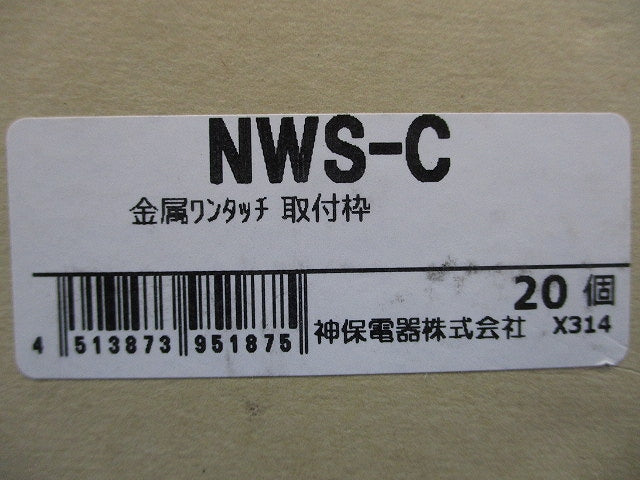 NWS-C
金属ﾜﾝﾀｯﾁ 取付枠
20 個
4 513873 951875
神保電器株式会社 X314